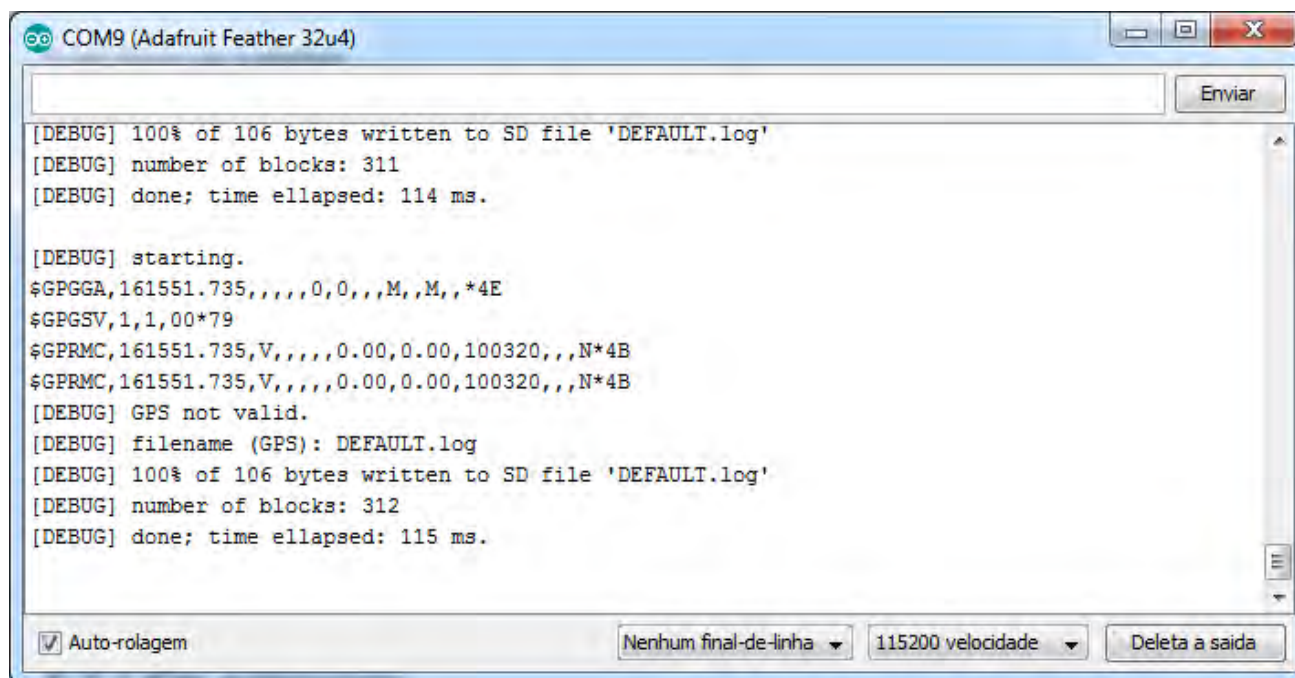 COM9 (Adafruit Feather 32u4)
Enviar
[DEBUG] 100% of 106 bytes written to SD file 'DEFAULT.log'
[DEBUG] number of blocks: 311
[DEBUG] done; time ellapsed: 114 ms.
[DEBUG] starting.
$GPGGA,161551.735,,,,,0,0,,,M,,M,,*4E
$GPGSV,1,1,00*79
$GPRMC,161551.735,V,,,,,0.00,0.00,100320,,,N*4B
$GPRMC,161551.735,V,,,,,0.00,0.00,100320,,,N*4B
[DEBUG] GPS not valid.
[DEBUG] filename (GPS): DEFAULT.log
[DEBUG] 100% of 106 bytes written to SD file 'DEFAULT.log'
[DEBUG] number of blocks: 312
[DEBUG] done; time ellapsed: 115 ms.
Auto-rolagem Nenhum final-de-linha 115200 velocidade Deleta a saida